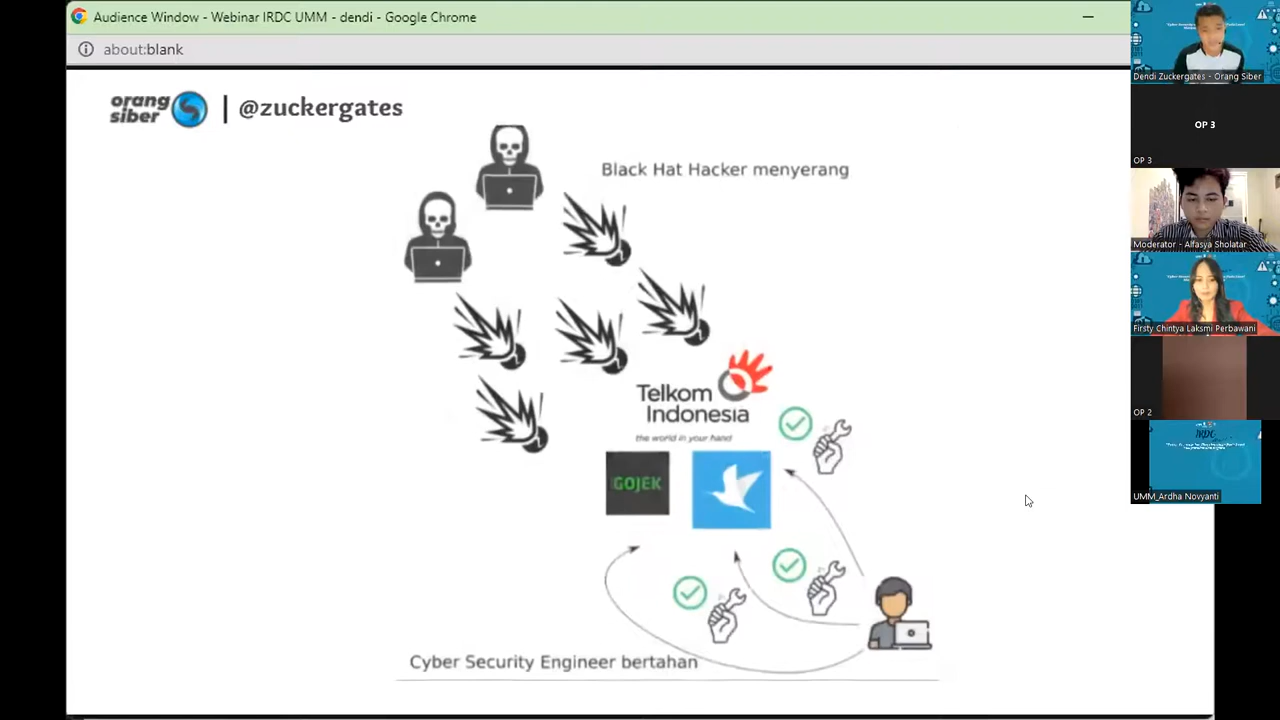 Audience Window - Webinar IRDC UMM - dendi - Google Chrome
about:blank
orang
siber
| @zuckergates
Black Hat Hacker menyerang
Telkom
Indonesia
the world in your hand
GOJEK
Cyber Security Engineer bertahan
Dendi Zuckergates - Orang Siber
OP 3
OP 3
Moderator - Alfasya Sholatar
Firsty Chintya Laksmi Perbawani
OP 2
IRDC
UMM_Ardha Novyanti